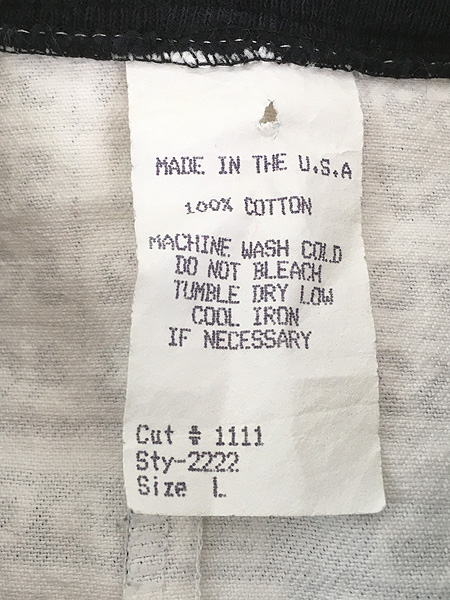 MADE IN THE U.S.A
100% COTTON
MACHINE WASH COLD
DO NOT BLEACH
TUMBLE DRY LOW
COOL IRON
IF NECESSARY
Cut # 1111
Sty-2222
Size L